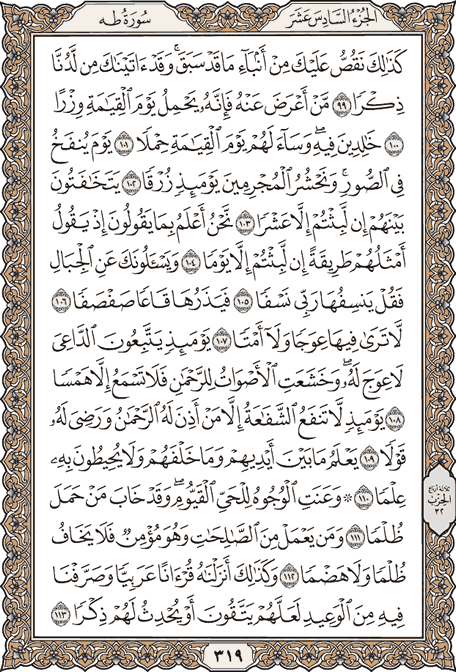 الجزء السادس عشر
سورة طه
كَذَٰلِكَ نَقُصُّ عَلَيْكَ مِنْ أَنۢبَآءِ مَا قَدْ سَبَقَۚ وَقَدْ ءَاتَيْنَٰكَ مِن لَّدُنَّا
ذِكْرٗا ٩٩ مَّنْ أَعْرَضَ عَنْهُ فَإِنَّهُۥ يَحْمِلُ يَوْمَ ٱلْقِيَٰمَةِ وِزْرًا
١٠٠ خَٰلِدِينَ فِيهِۖ وَسَآءَ لَهُمْ يَوْمَ ٱلْقِيَٰمَةِ حِمْلٗا ١٠١ يَوْمَ يُنفَخُ
فِي ٱلصُّورِۚ وَنَحْشُرُ ٱلْمُجْرِمِينَ يَوْمَئِذٖ زُرْقٗا ١٠٢ يَتَخَٰفَتُونَ
بَيْنَهُمْ إِن لَّبِثْتُمْ إِلَّا عَشْرٗا ١٠٣ نَّحْنُ أَعْلَمُ بِمَا يَقُولُونَ إِذْ يَقُولُ
أَمْثَلُهُمْ طَرِيقَةً إِن لَّبِثْتُمْ إِلَّا يَوْمٗا ١٠٤ وَيَسْـَٔلُونَكَ عَنِ ٱلْجِبَالِ
فَقُلْ يَنسِفُهَا رَبِّي نَسْفٗا ١٠٥ فَيَذَرُهَا قَاعٗا صَفْصَفٗا ١٠٦
لَّا تَرَىٰ فِيهَا عِوَجٗا وَلَآ أَمْتٗا ١٠٧ يَوْمَئِذٖ يَتَّبِعُونَ ٱلدَّاعِيَ
لَا عِوَجَ لَهُۥۖ وَخَشَعَتِ ٱلْأَصْوَاتُ لِلرَّحْمَٰنِ فَلَا تَسْمَعُ إِلَّا هَمْسٗا
١٠٨ يَوْمَئِذٖ لَّا تَنفَعُ ٱلشَّفَٰعَةُ إِلَّا مَنْ أَذِنَ لَهُ ٱلرَّحْمَٰنُ وَرَضِيَ لَهُۥ
قَوْلٗا ١٠٩ يَعْلَمُ مَا بَيْنَ أَيْدِيهِمْ وَمَا خَلْفَهُمْ وَلَا يُحِيطُونَ بِهِۦ
عِلْمٗا ١١٠ ۞ وَعَنَتِ ٱلْوُجُوهُ لِلْحَيِّ ٱلْقَيُّومِۖ وَقَدْ خَابَ مَنْ حَمَلَ
ظُلْمٗا ١١١ وَمَن يَعْمَلْ مِنَ ٱلصَّٰلِحَٰتِ وَهُوَ مُؤْمِنٞ فَلَا يَخَافُ
ظُلْمٗا وَلَا هَضْمٗا ١١٢ وَكَذَٰلِكَ أَنزَلْنَٰهُ قُرْءَانًا عَرَبِيّٗا وَصَرَّفْنَا
فِيهِ مِنَ ٱلْوَعِيدِ لَعَلَّهُمْ يَتَّقُونَ أَوْ يُحْدِثُ لَهُمْ ذِكْرٗا ١١٣
ثلاثة أرباع
الحزب
٣٢
٣١٩